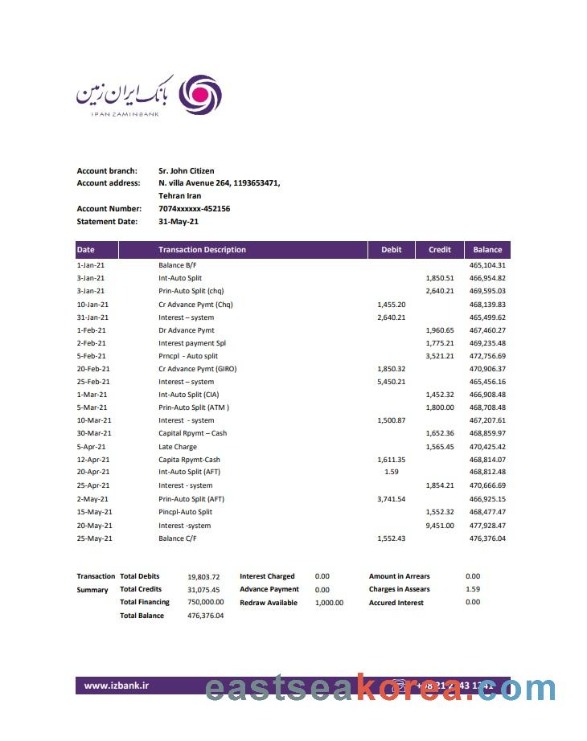 بانک ایران زمین
IRAN ZAMIN BANK
Account branch: Sr. John Citizen
Account address: N. villa Avenue 264, 1193653471,
Tehran Iran
Account Number: 7074xxxxxx-452156
Statement Date: 31-May-21
Date Transaction Description Debit Credit Balance
1-Jan-21 Balance B/F 465,104.31
3-Jan-21 Int-Auto Split 1,850.51 466,954.82
3-Jan-21 Prin-Auto Split (chq) 2,640.21 469,595.03
10-Jan-21 Cr Advance Pymt (Chq) 1,455.20 468,139.83
31-Jan-21 Interest – system 2,640.21 465,499.62
1-Feb-21 Dr Advance Pymt 1,960.65 467,460.27
2-Feb-21 Interest payment Spl 1,775.21 469,235.48
5-Feb-21 Prncpl - Auto split 3,521.21 472,756.69
20-Feb-21 Cr Advance Pymt (GIRO) 1,850.32 470,906.37
25-Feb-21 Interest – system 5,450.21 465,456.16
1-Mar-21 Int-Auto Split (CIA) 1,452.32 466,908.48
5-Mar-21 Prin-Auto Split (ATM ) 1,800.00 468,708.48
10-Mar-21 Interest - system 1,500.87 467,207.61
30-Mar-21 Capital Rpymt – Cash 1,652.36 468,859.97
5-Apr-21 Late Charge 1,565.45 470,425.42
12-Apr-21 Capita Rpymt-Cash 1,611.35 468,814.07
20-Apr-21 Int-Auto Split (AFT) 1.59 468,812.48
25-Apr-21 Interest - system 1,854.21 470,666.69
2-May-21 Prin-Auto Split (AFT) 3,741.54 466,925.15
15-May-21 Pincpl-Auto Split 1,552.32 468,477.47
20-May-21 Interest -system 9,451.00 477,928.47
25-May-21 Balance C/F 1,552.43 476,376.04
Transaction Total Debits 19,803.72 Interest Charged 0.00 Amount in Arrears 0.00
Summary Total Credits 31,075.45 Advance Payment 0.00 Charges in Assears 1.59
Total Financing 750,000.00 Redraw Available 1,000.00 Accured Interest 0.00
Total Balance 476,376.04
www.izbank.ir
eastseakorea.com